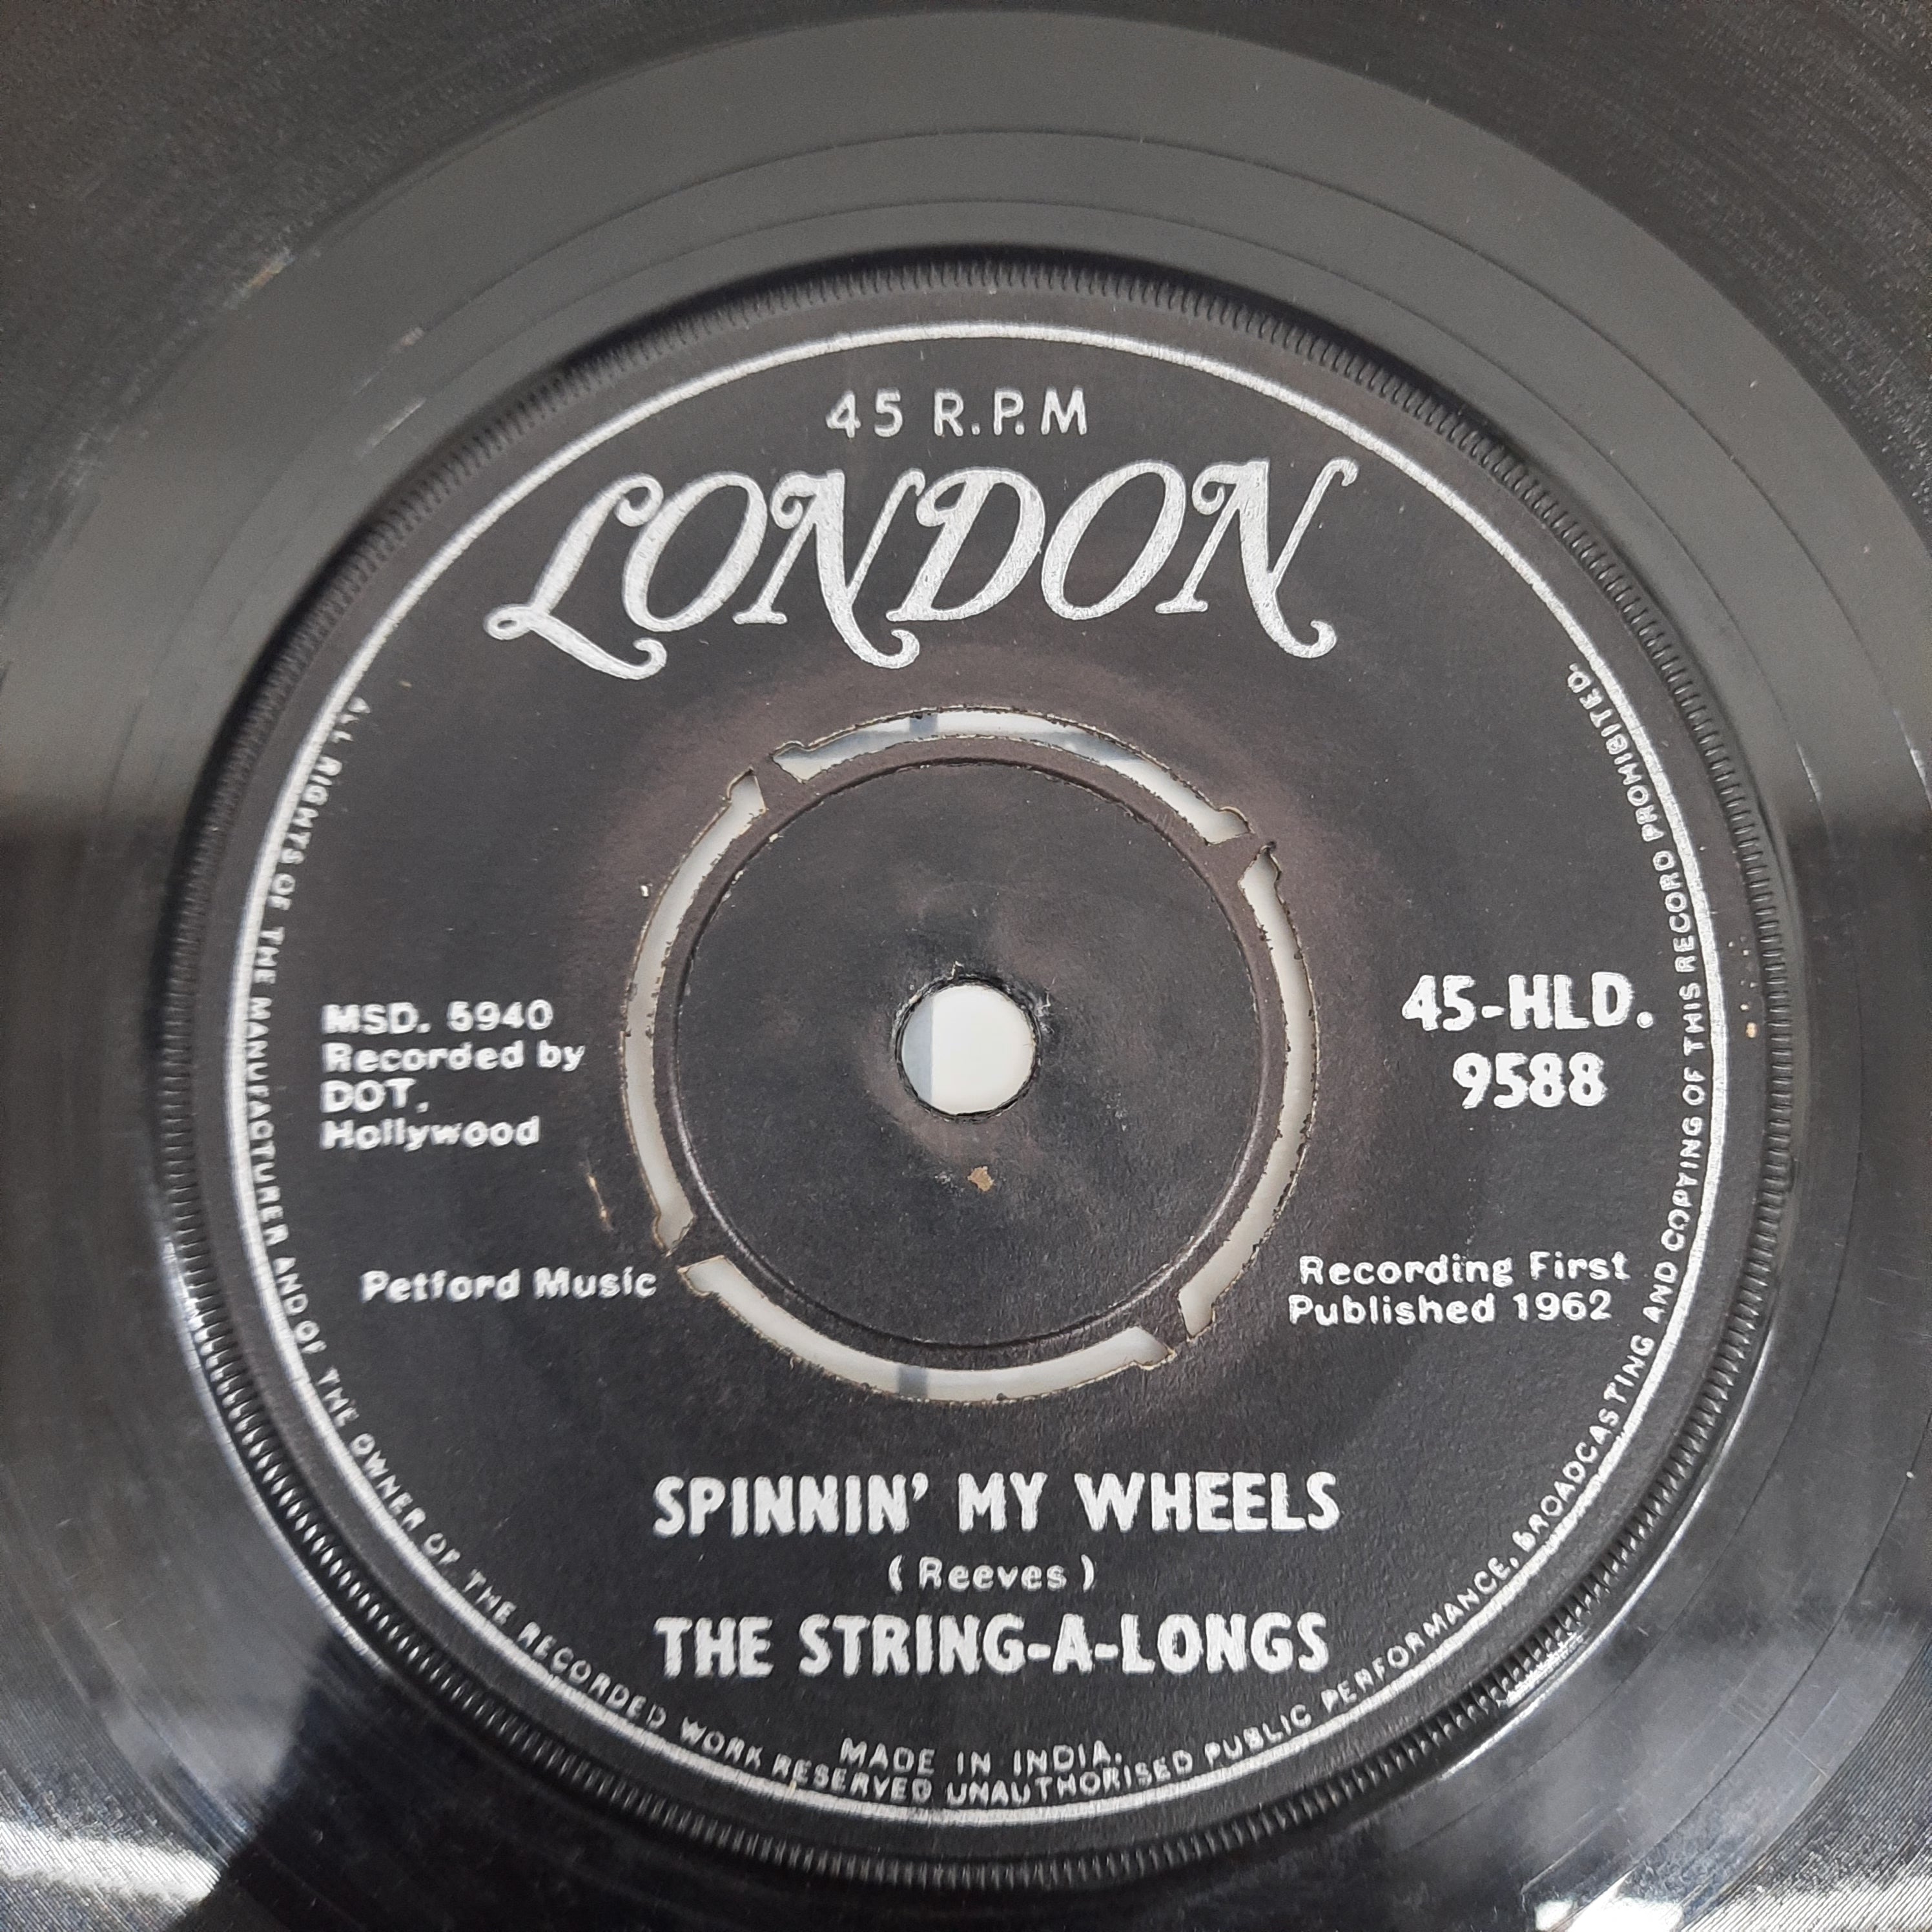 45 R.P.M
LONDON
MSD. 5940
Recorded by
DOT.
Hollywood
45-HLD.
9588
Petford Music
Recording First
Published 1962
SPINNIN' MY WHEELS
(Reeves)
THE STRING-A-LONGS
MADE IN INDIA.
ALL RIGHTS OF THE MANUFACTURER AND OF THE OWNER OF THE RECORDED WORK RESERVED UNAUTHORISED PUBLIC PERFORMANCE, BROADCASTING AND COPYING OF THIS RECORD PROHIBITED.